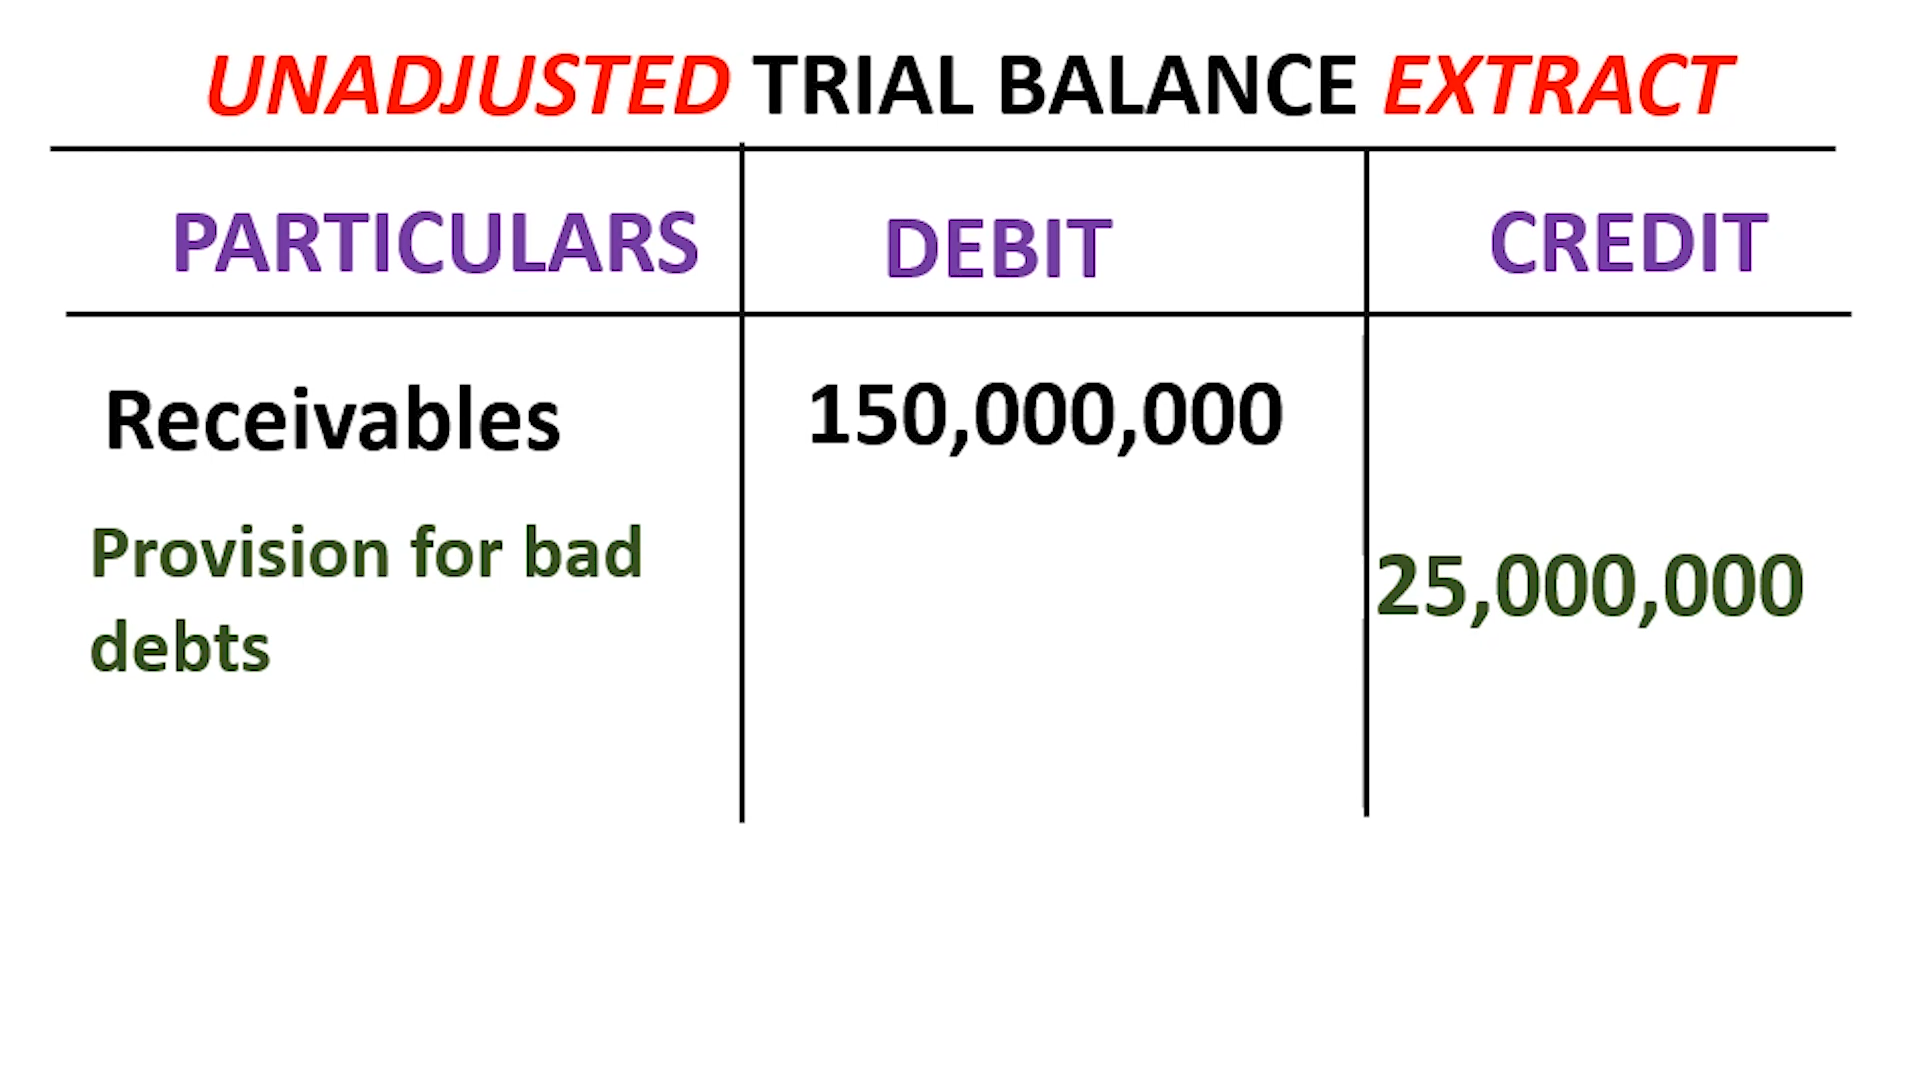 UNADJUSTED TRIAL BALANCE EXTRACT
PARTICULARS DEBIT CREDIT
Receivables 150,000,000
Provision for bad
debts
25,000,000